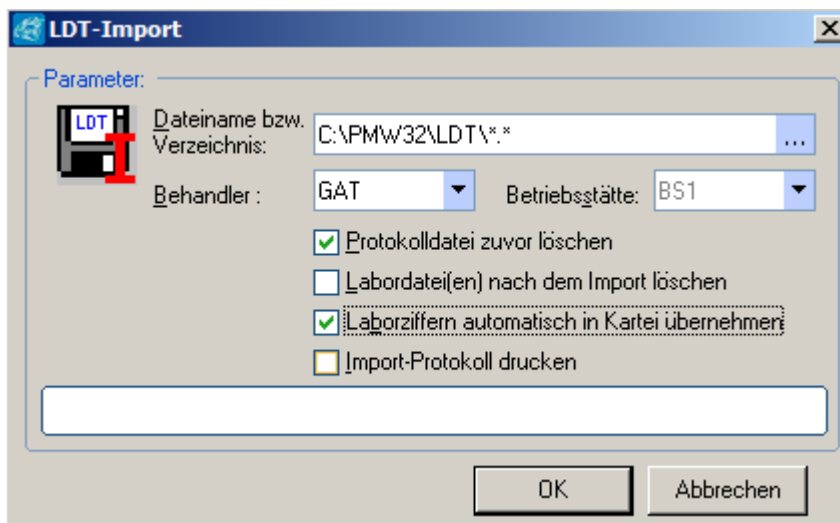 LDT-Import
Parameter:
LDT
Dateiname bzw.
Verzeichnis:
C:\PMW32\LDT\*.*
...
Behandler :
GAT
Betriebsstätte:
BS1
Protokolldatei zuvor löschen
Labordatei(en) nach dem Import löschen
Laborziffern automatisch in Kartei übernehmen
Import-Protokoll drucken
OK
Abbrechen